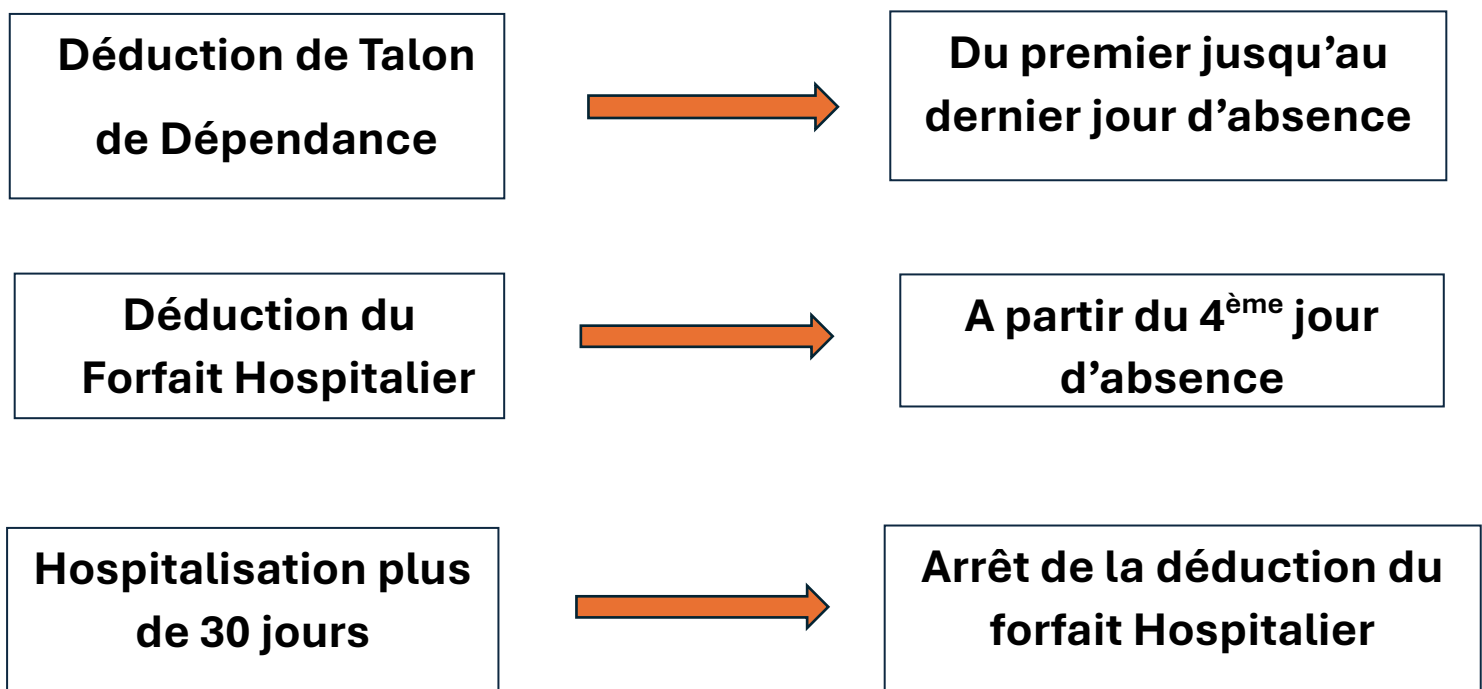 Déduction de Talon
de Dépendance
Du premier jusqu’au
dernier jour d’absence
Déduction du
Forfait Hospitalier
A partir du 4ème jour
d’absence
Hospitalisation plus
de 30 jours
Arrêt de la déduction du
forfait Hospitalier